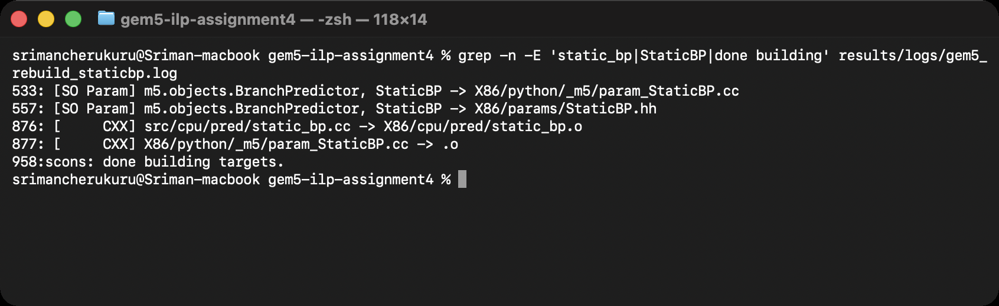 gem5-ilp-assignment4 — -zsh — 118×14
srimancherukuru@Sriman-macbook gem5-ilp-assignment4 % grep -n -E 'static_bp|StaticBP|done building' results/logs/gem5_
rebuild_staticbp.log
533: [SO Param] m5.objects.BranchPredictor, StaticBP -> X86/python/_m5/param_StaticBP.cc
557: [SO Param] m5.objects.BranchPredictor, StaticBP -> X86/params/StaticBP.hh
876: [     CXX] src/cpu/pred/static_bp.cc -> X86/cpu/pred/static_bp.o
877: [     CXX] X86/python/_m5/param_StaticBP.cc -> .o
958:scons: done building targets.
srimancherukuru@Sriman-macbook gem5-ilp-assignment4 %